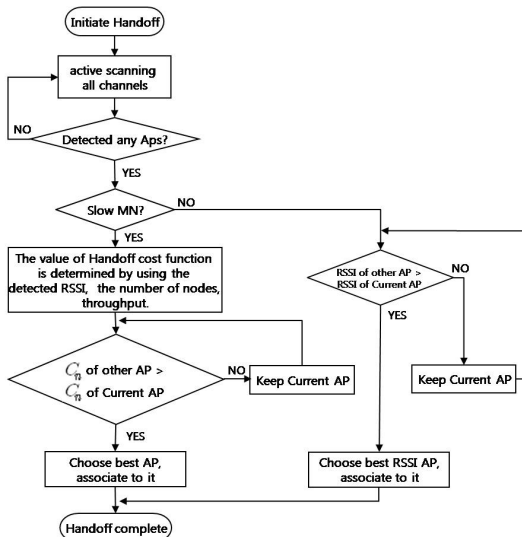 Initiate Handoff
active scanning
all channels
NO
Detected any Aps?
YES
Slow MN?
NO
YES
The value of Handoff cost function
is determined by using the
detected RSSI, the number of nodes,
throughput.
RSSI of other AP >
RSSI of Current AP
NO
YES
Cₙ of other AP >
Cₙ of Current AP
NO
Keep Current AP
Keep Current AP
YES
Choose best AP,
associate to it
Choose best RSSI AP,
associate to it
Handoff complete